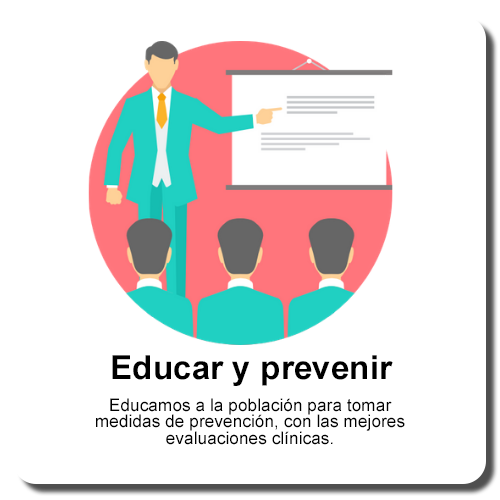 Educar y prevenir
Educamos a la población para tomar
medidas de prevención, con las mejores
evaluaciones clínicas.